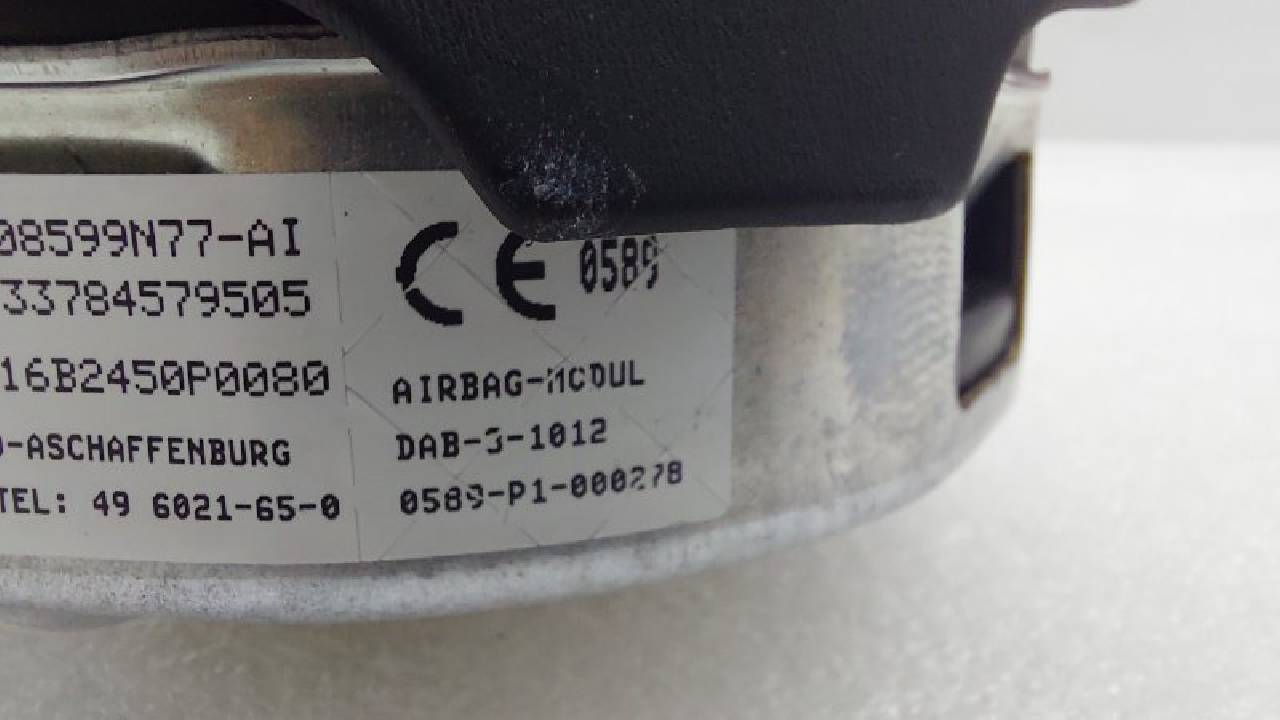 08599N77-AI
33784579505
16B2450P0080
D-ASCHAFFENBURG
TEL: 49 6021-65-0
CE 0589
AIRBAG-MODUL
DAB-3-1012
0589-P1-000278